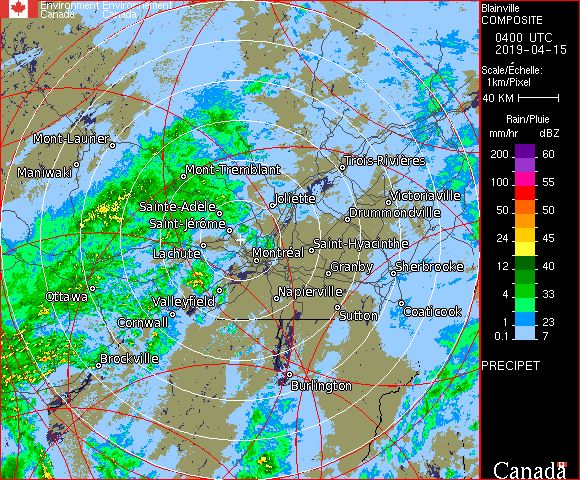 Environment Environnement
Canada Canada
Blainville
COMPOSITE
0400 UTC
2019-04-15
Scale/Échelle:
1km/Pixel
40 KM
Rain/Pluie
mm/hr dBZ
200 60
100 55
50 50
24 45
12 40
4 33
1 23
0.1 7
PRECIPET
Canada
Mont-Laurier
Maniwaki
Mont-Tremblant
Trois-Rivières
Joliette
Victoriaville
Sainte-Adèle
Drummondville
Saint-Jérôme
Lachute
Saint-Hyacinthe
Montréal
Granby
Sherbrooke
Ottawa
Valleyfield
Napierville
Cornwall
Sutton
Coaticook
Brockville
Burlington